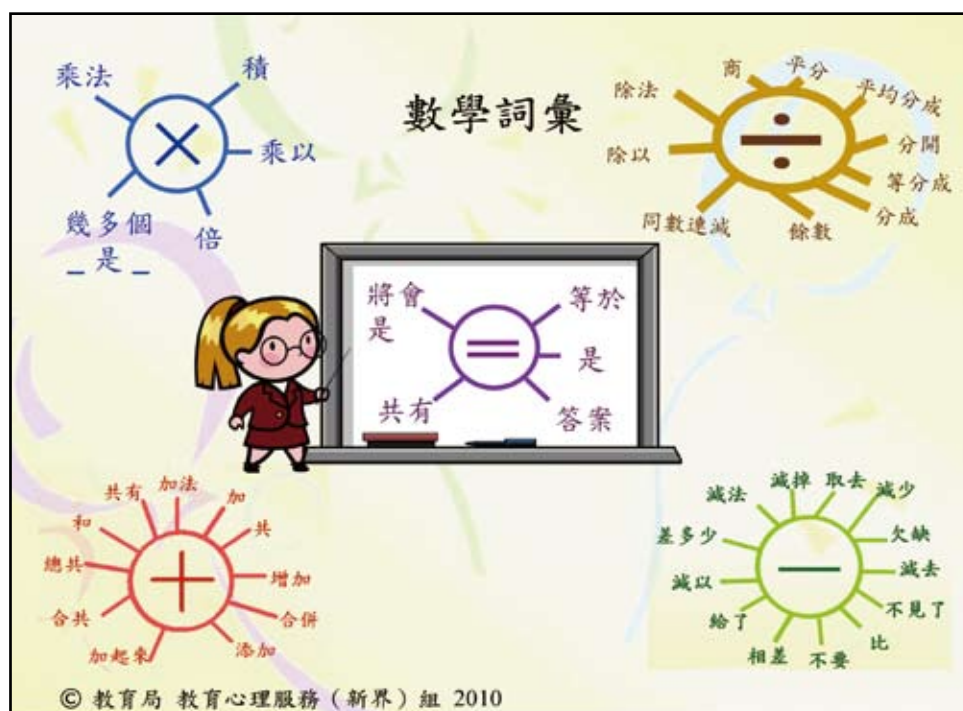 數學詞彙
乘法
積
乘以
倍
幾多個
_ 是 _
×
除法
商
平分
平均分成
分開
等分成
分成
餘數
同數連減
除以
÷
將會
是
等於
是
答案
共有
=
共有
加法
加
共
增加
合併
添加
加起來
合共
總共
和
+
減法
減掉
取去
減少
欠缺
減去
不見了
比
不要
相差
給了
減以
差多少
—
© 教育局 教育心理服務（新界）組 2010